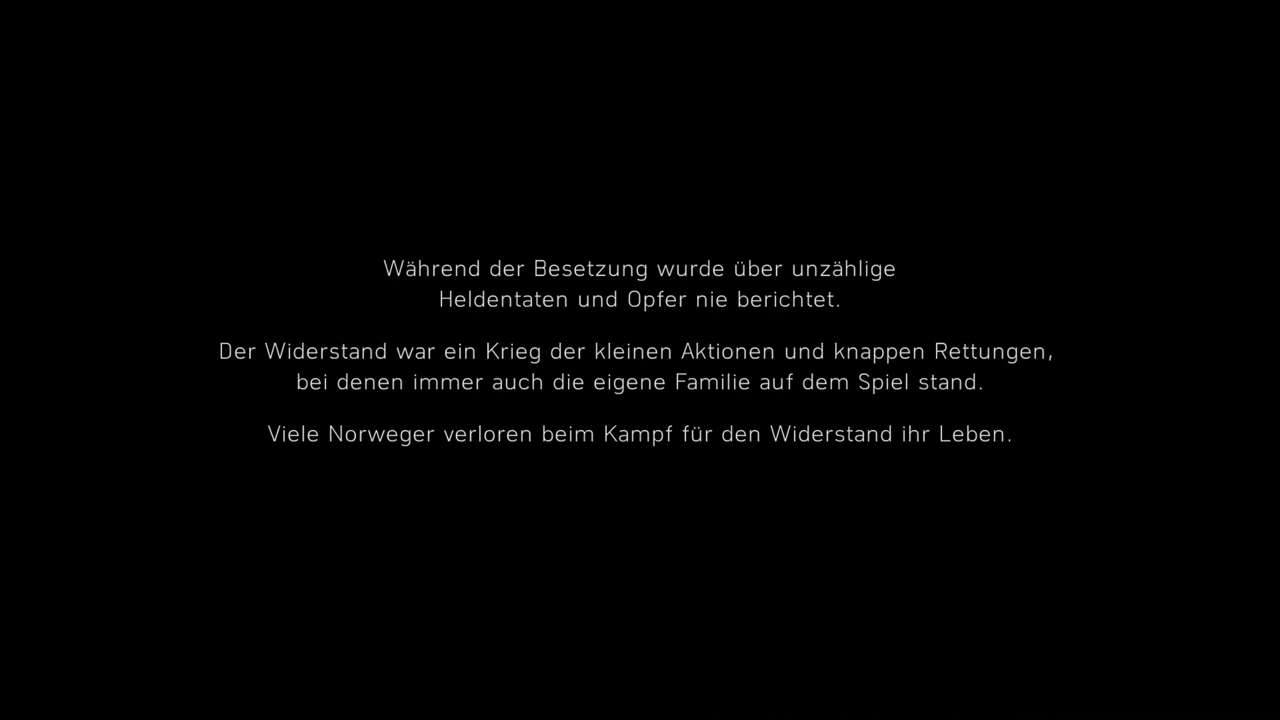 Während der Besetzung wurde über unzählige
Heldentaten und Opfer nie berichtet.
Der Widerstand war ein Krieg der kleinen Aktionen und knappen Rettungen,
bei denen immer auch die eigene Familie auf dem Spiel stand.
Viele Norweger verloren beim Kampf für den Widerstand ihr Leben.